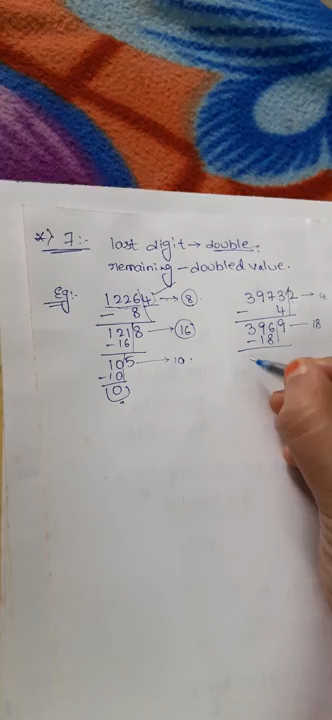 *) 7:-
last digit → double.
remaining - doubled value.
Eg:-
12264 → 8
- 8
1218 → 16
- 16
105 → 10.
- 10
0
39732 → 4
- 4
3969 — 18
- 18